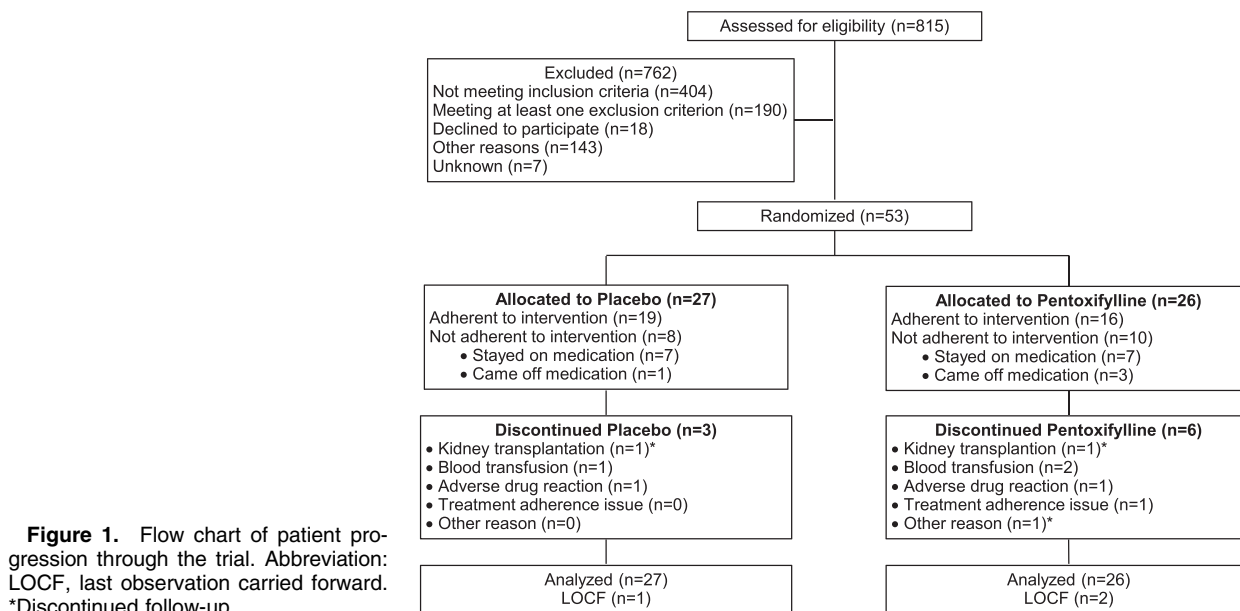 Assessed for eligibility (n=815)
Excluded (n=762)
Not meeting inclusion criteria (n=404)
Meeting at least one exclusion criterion (n=190)
Declined to participate (n=18)
Other reasons (n=143)
Unknown (n=7)
Randomized (n=53)
Allocated to Placebo (n=27)
Adherent to intervention (n=19)
Not adherent to intervention (n=8)
• Stayed on medication (n=7)
• Came off medication (n=1)
Allocated to Pentoxifylline (n=26)
Adherent to intervention (n=16)
Not adherent to intervention (n=10)
• Stayed on medication (n=7)
• Came off medication (n=3)
Discontinued Placebo (n=3)
• Kidney transplantation (n=1)*
• Blood transfusion (n=1)
• Adverse drug reaction (n=1)
• Treatment adherence issue (n=0)
• Other reason (n=0)
Discontinued Pentoxifylline (n=6)
• Kidney transplantion (n=1)*
• Blood transfusion (n=2)
• Adverse drug reaction (n=1)
• Treatment adherence issue (n=1)
• Other reason (n=1)*
Analyzed (n=27)
LOCF (n=1)
Analyzed (n=26)
LOCF (n=2)
Figure 1. Flow chart of patient pro-
gression through the trial. Abbreviation:
LOCF, last observation carried forward.
*Discontinued follow-up